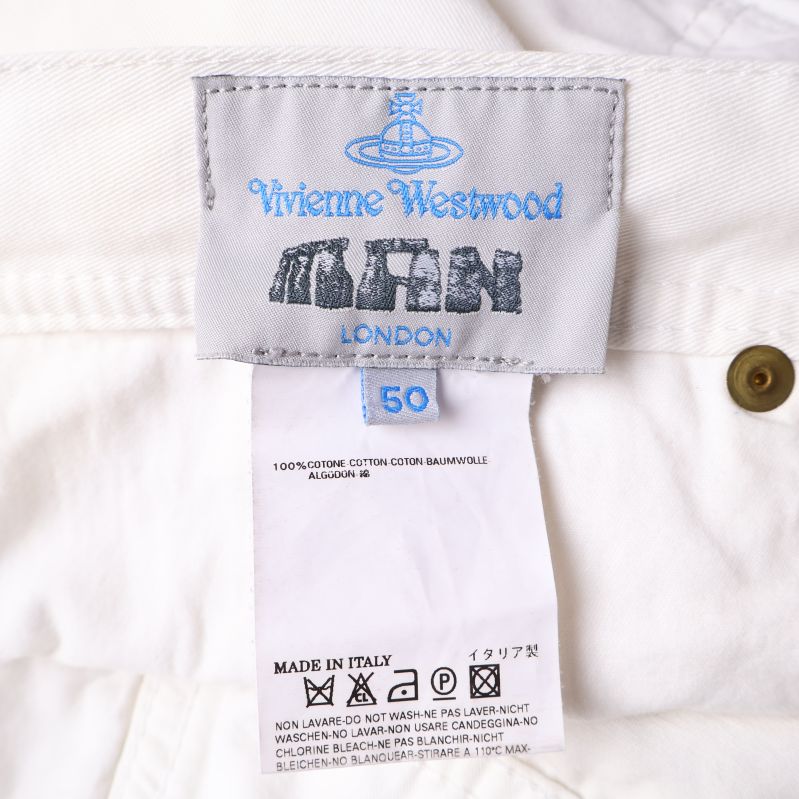 Vivienne Westwood
MAN
LONDON
50
100%COTONE-COTTON-COTON-BAUMWOLLE
ALGODON-綿
MADE IN ITALY イタリア製
CL P
NON LAVARE-DO NOT WASH-NE PAS LAVER-NICHT
WASCHEN-NO LAVAR-NON USARE CANDEGGINA-NO
CHLORINE BLEACH-NE PAS BLANCHIR-NICHT
BLEICHEN-NO BLANQUEAR-STIRARE A 110°C MAX-